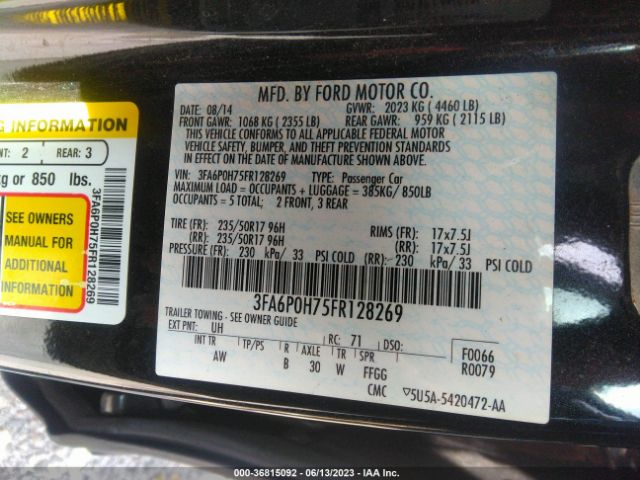 MFD. BY FORD MOTOR CO.
DATE: 08/14 GVWR: 2023 KG ( 4460 LB)
FRONT GAWR: 1068 KG ( 2355 LB) REAR GAWR: 959 KG ( 2115 LB)
THIS VEHICLE CONFORMS TO ALL APPLICABLE FEDERAL MOTOR
VEHICLE SAFETY, BUMPER, AND THEFT PREVENTION STANDARDS
IN EFFECT ON THE DATE OF MANUFACTURE SHOWN ABOVE.
VIN: 3FA6P0H75FR128269 TYPE: Passenger Car
MAXIMUM LOAD = OCCUPANTS + LUGGAGE = 385KG/ 850LB
OCCUPANTS = 5 TOTAL; 2 FRONT, 3 REAR
TIRE (FR): 235/50R17 96H RIMS (FR): 17x7.5J
(RR): 235/50R17 96H (RR): 17x7.5J
PRESSURE (FR): 230 kPa/ 33 PSI COLD (RR): 230 kPa/ 33 PSI COLD
3FA6P0H75FR128269
TRAILER TOWING - SEE OWNER GUIDE
EXT PNT: UH RC: 71 DSO: F0066
R0079
INT TR TP/PS R AXLE TR SPR
AW B 30 W FFGG
CMC ▽5U5A-5420472-AA
INFORMATION
2 REAR: 3
kg or 850 lbs.
SEE OWNERS
MANUAL FOR
ADDITIONAL
INFORMATION
3FA6P0H75FR128269
000-36815092 - 06/13/2023 - IAA Inc.